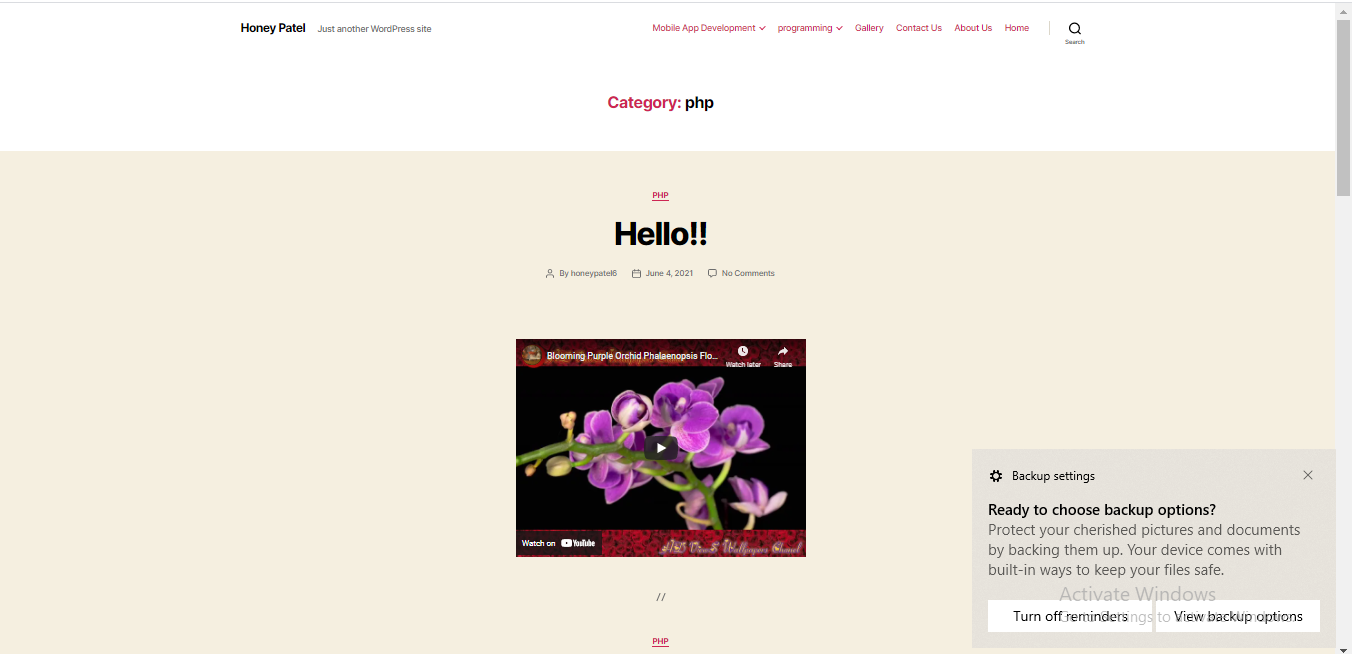 Honey Patel Just another WordPress site Mobile App Development programming Gallery Contact Us About Us Home
Search
Category: php
PHP
Hello!!
By honeypatel6 June 4, 2021 No Comments
Blooming Purple Orchid Phalaenopsis Flo...
Watch later Share
Watch on YouTube
//
PHP
Backup settings
Ready to choose backup options?
Protect your cherished pictures and documents
by backing them up. Your device comes with
built-in ways to keep your files safe.
Activate Windows
Go to Settings to activate Windows.
Turn off reminders View backup options